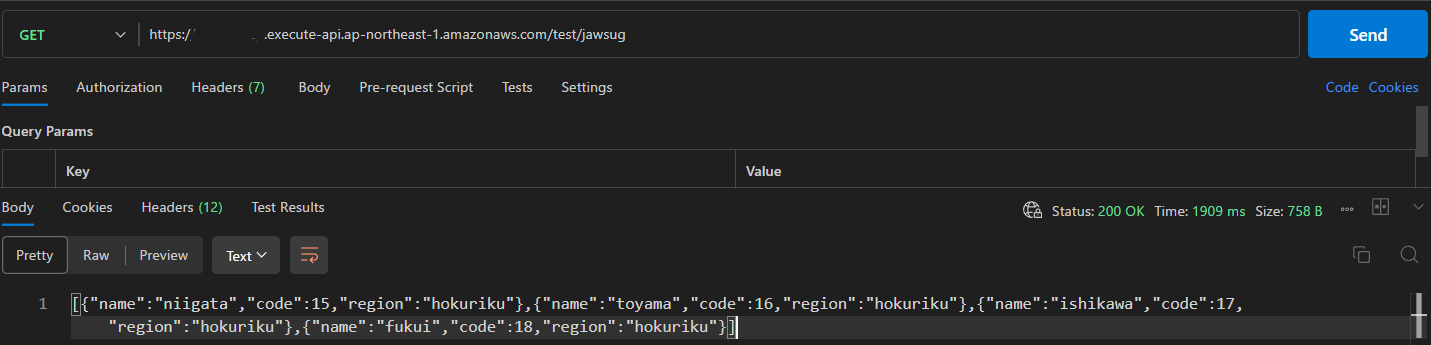 GET https:// .execute-api.ap-northeast-1.amazonaws.com/test/jawsug Send
Params Authorization Headers (7) Body Pre-request Script Tests Settings Code Cookies
Query Params
Key Value
Body Cookies Headers (12) Test Results Status: 200 OK Time: 1909 ms Size: 758 B
Pretty Raw Preview Text
1 [{"name":"niigata","code":15,"region":"hokuriku"},{"name":"toyama","code":16,"region":"hokuriku"},{"name":"ishikawa","code":17,
"region":"hokuriku"},{"name":"fukui","code":18,"region":"hokuriku"}]